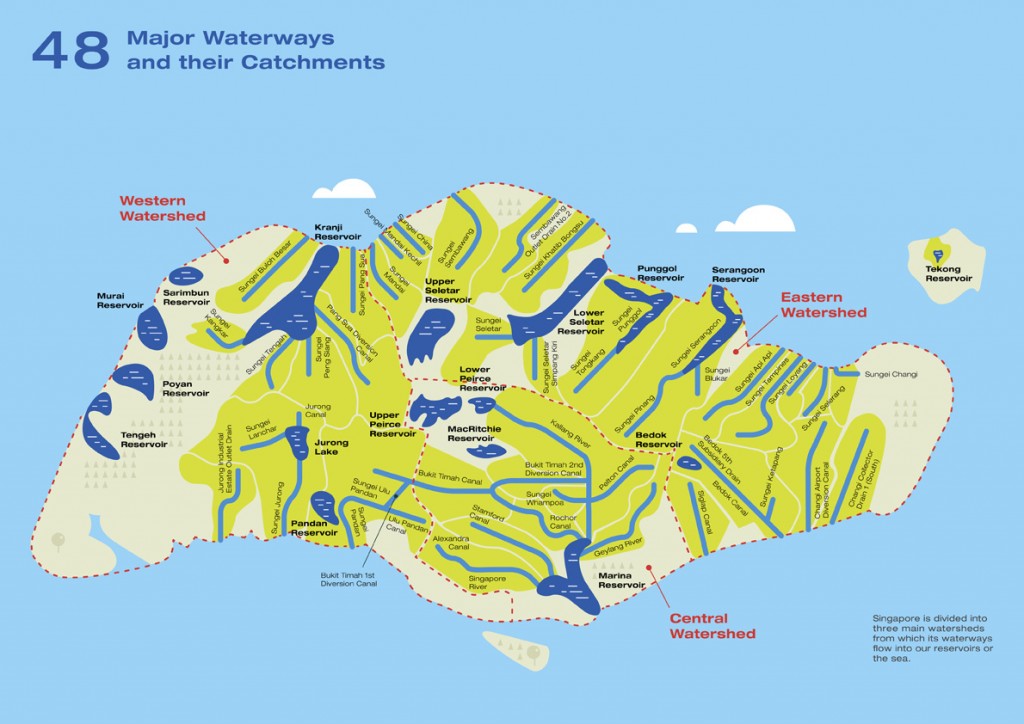 48
Major Waterways
and their Catchments
Western
Watershed
Kranji
Reservoir
Sungei Buloh Besar
Sarimbun
Reservoir
Murai
Reservoir
Sungei
Kangkar
Poyan
Reservoir
Tengeh
Reservoir
Sungei Tengah
Sungei
Peng Siang
Sungei Pang Sua
Pang Sua Diversion
Canal
Sungei Mandai Kechil
Sungei China
Sungei
Mandai
Sungei
Sembawang
Sembawang
Outlet Drain No.2
Sungei Khatib Bongsu
Upper
Seletar
Reservoir
Sungei
Seletar
Lower
Seletar
Reservoir
Sungei Seletar
Simpang Kiri
Punggol
Reservoir
Sungei
Punggol
Sungei
Tongkang
Serangoon
Reservoir
Sungei Serangoon
Sungei
Blukar
Sungei Pinang
Eastern
Watershed
Tekong
Reservoir
Sungei Api Api
Sungei Tampines
Sungei Loyang
Sungei Changi
Sungei Selarang
Bedok
Reservoir
Bedok 5th
Subsidiary Drain
Bedok Canal
Siglap Canal
Sungei Ketapang
Changi Airport
Diversion Canal
Changi Collector
Drain 1 (South)
Lower
Peirce
Reservoir
Upper
Peirce
Reservoir
MacRitchie
Reservoir
Kallang River
Bukit Timah 2nd
Diversion Canal
Pelton Canal
Bukit Timah Canal
Sungei
Whampoa
Rochor
Canal
Geylang River
Stamford
Canal
Alexandra
Canal
Singapore
River
Marina
Reservoir
Jurong
Canal
Sungei
Lanchar
Jurong
Lake
Jurong Industrial
Estate Outlet Drain
Sungei Jurong
Pandan
Reservoir
Sungei Ulu
Pandan
Sungei
Pandan
Ulu Pandan
Canal
Bukit Timah 1st
Diversion Canal
Central
Watershed
Singapore is divided into
three main watersheds
from which its waterways
flow into our reservoirs or
the sea.